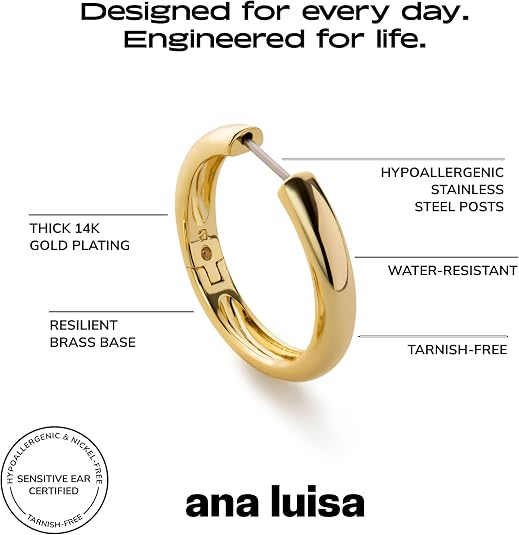 Designed for every day.
Engineered for life.
HYPOALLERGENIC
STAINLESS
STEEL POSTS
THICK 14K
GOLD PLATING
WATER-RESISTANT
RESILIENT
BRASS BASE
TARNISH-FREE
HYPOALLERGENIC & NICKEL-FREE
SENSITIVE EAR
CERTIFIED
TARNISH-FREE
ana luisa
a